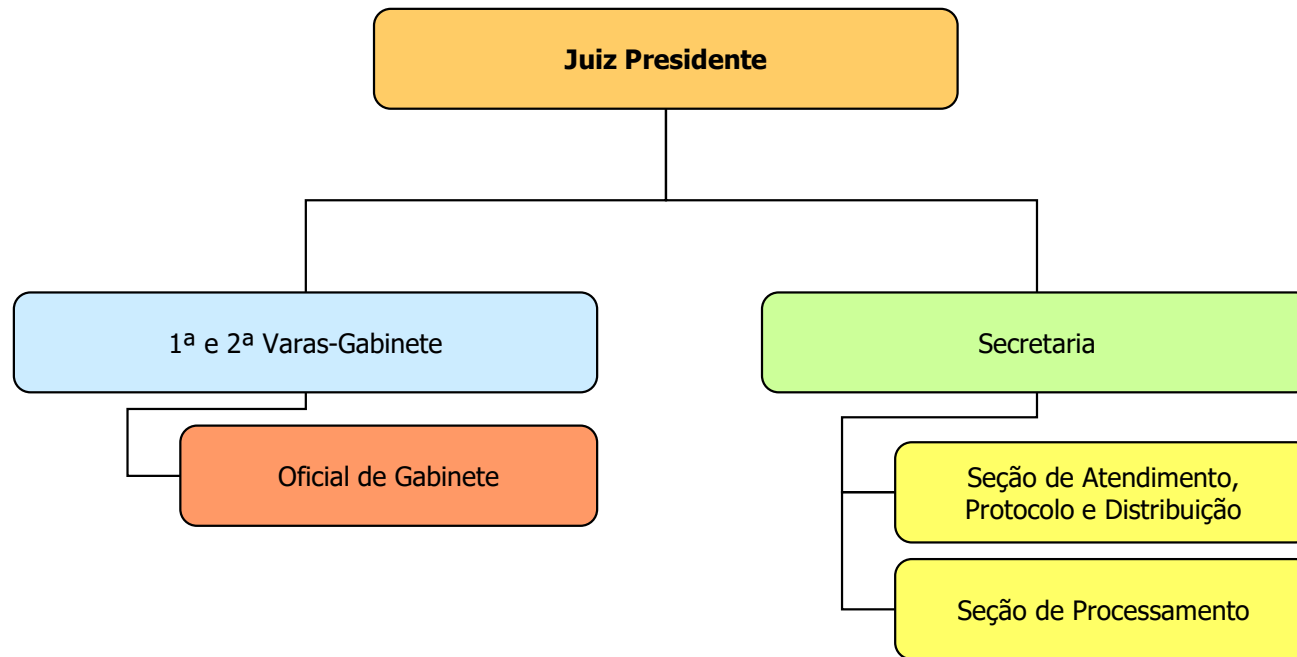 Juiz Presidente
1ª e 2ª Varas-Gabinete
Secretaria
Oficial de Gabinete
Seção de Atendimento,
Protocolo e Distribuição
Seção de Processamento